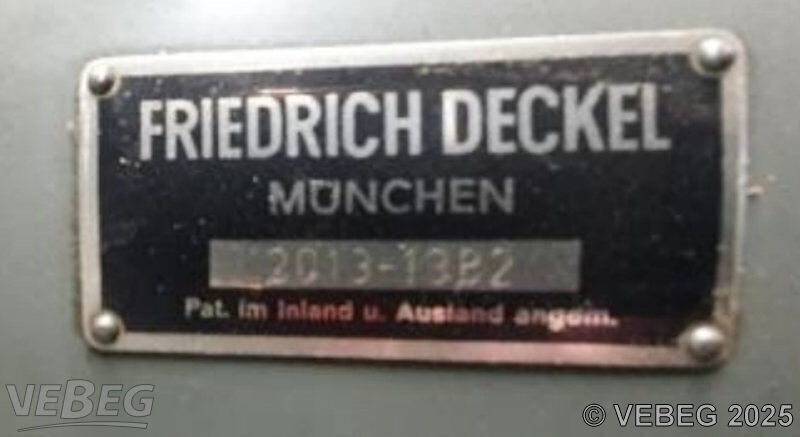 FRIEDRICH DECKEL
MÜNCHEN
2013-1382
Pat. im Inland u. Ausland angem.
VEBEG
© VEBEG 2025